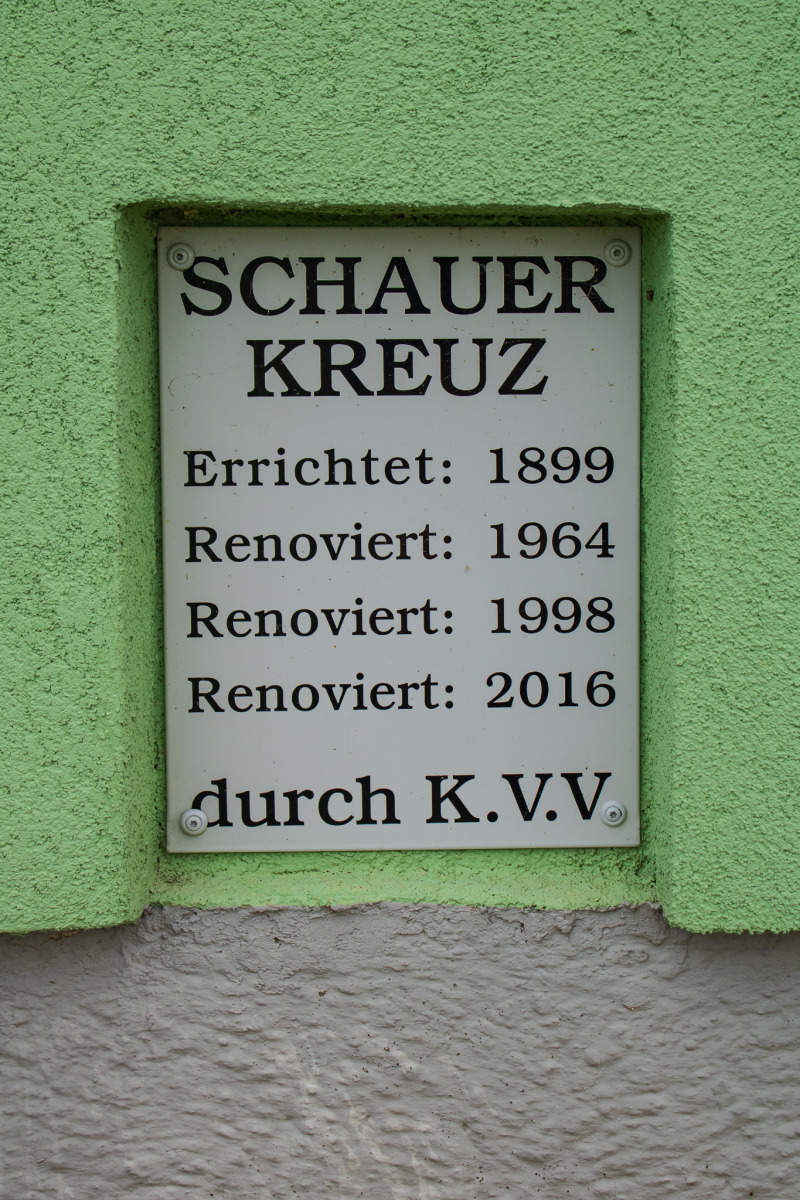 SCHAUER
KREUZ
Errichtet: 1899
Renoviert: 1964
Renoviert: 1998
Renoviert: 2016
durch K.V.V